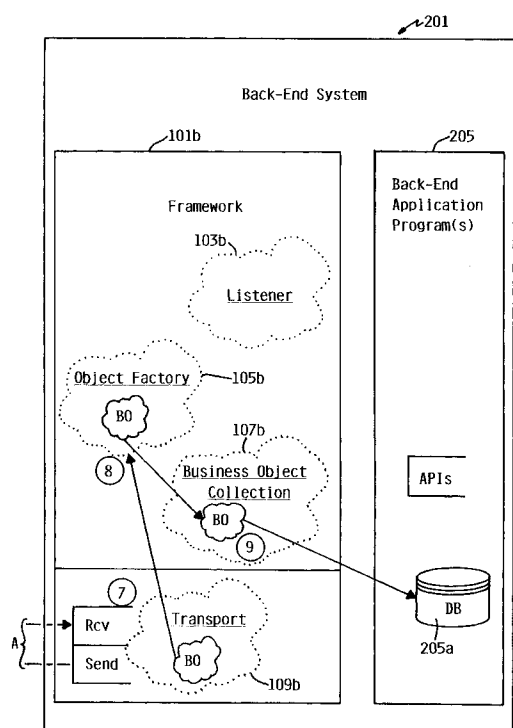 201
Back-End System
101b
205
Framework
Back-End
Application
Program(s)
103b
Listener
Object Factory
105b
BO
107b
8
Business Object
Collection
APIs
BO
9
7
DB
Rcv
Transport
A
205a
Send
BO
109b